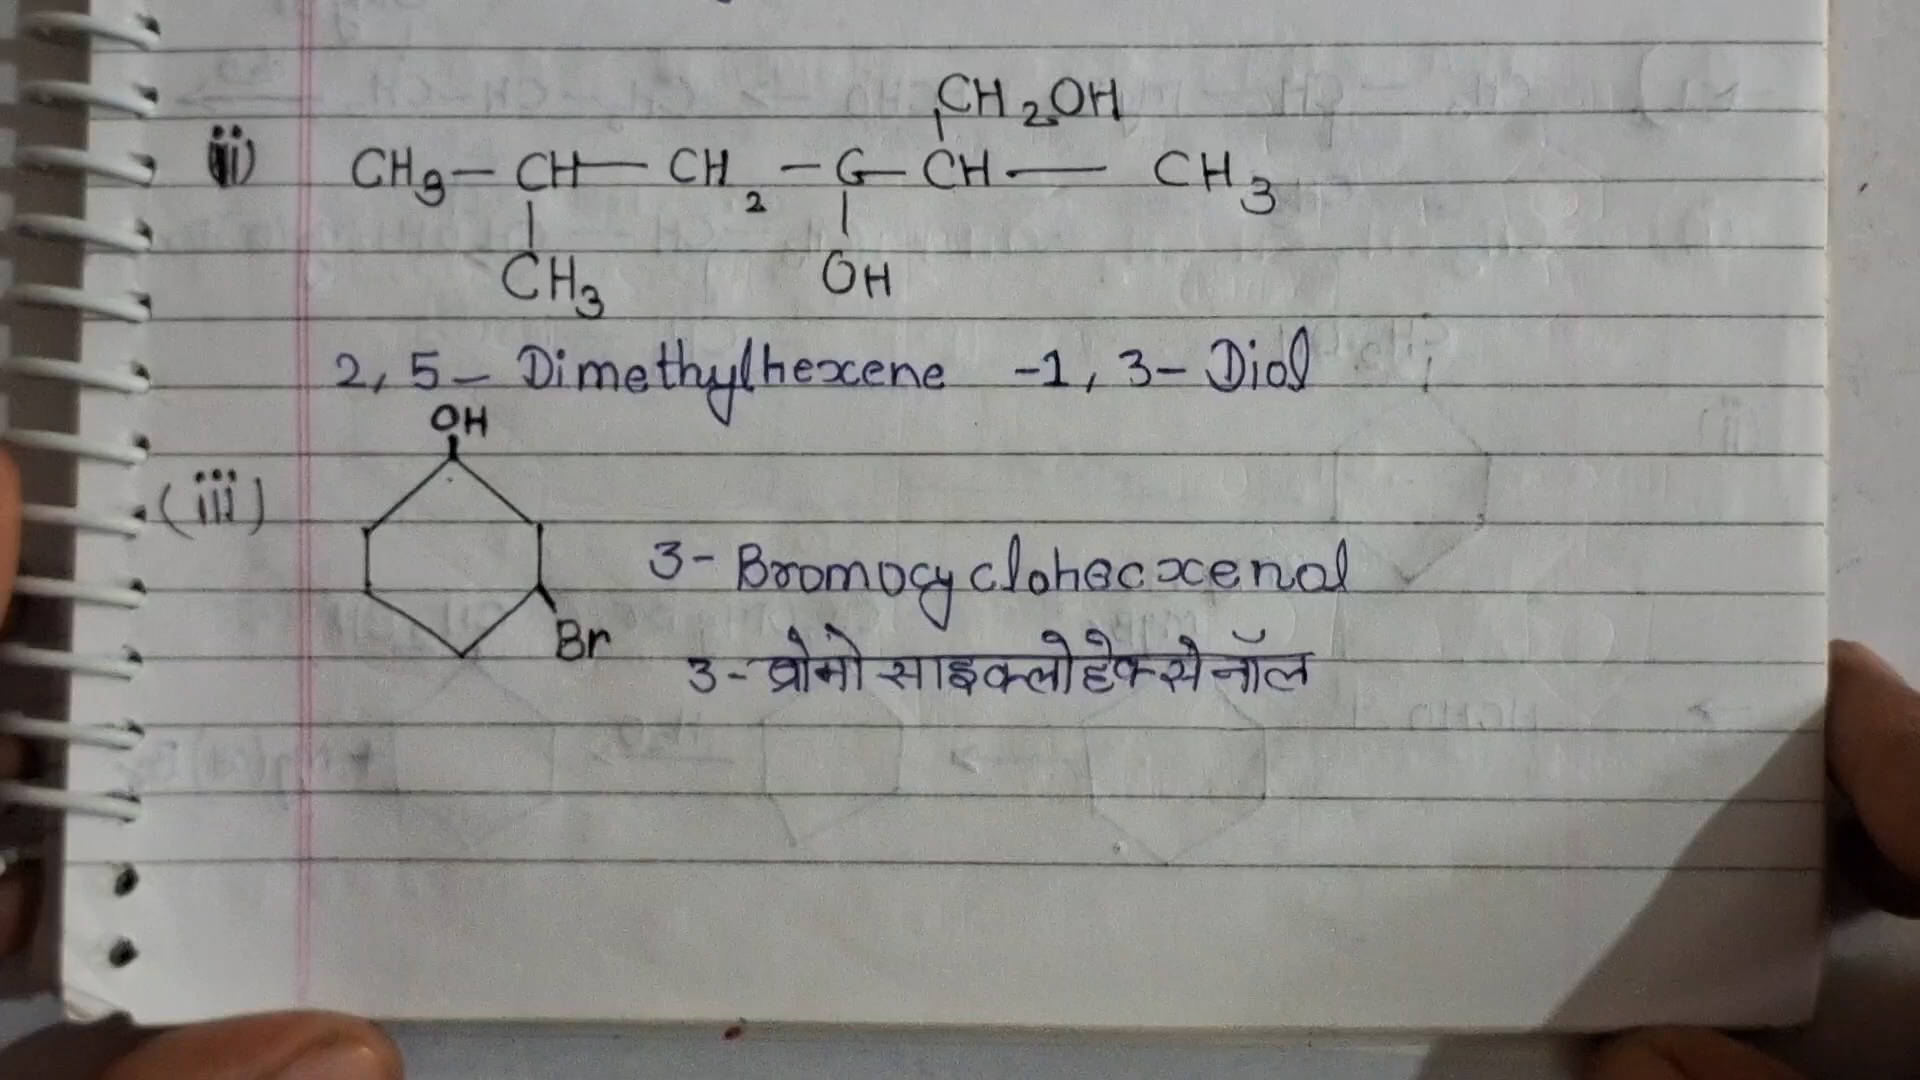 CH₂OH
ii) CH₃ — CH — CH₂ — C — CH — CH₃
CH₃ OH
2, 5 - Dimethylhexene -1, 3 - Diol
OH
(iii)
3 - Bromocyclohecxenol
Br
3 - ब्रोमो साइक्लोहेक्सेनॉल